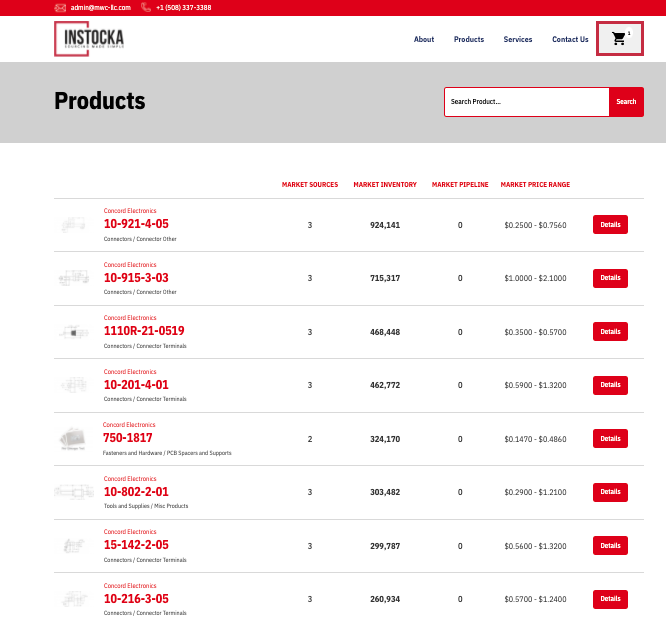 admin@mwc-llc.com +1 (508) 337-3388
INSTOCKA
SOURCING MADE SIMPLE
About Products Services Contact Us 1
Products
Search Product... Search
MARKET SOURCES MARKET INVENTORY MARKET PIPELINE MARKET PRICE RANGE
Concord Electronics
10-921-4-05 3 924,141 0 $0.2500 - $0.7560 Details
Connectors / Connector Other
Concord Electronics
10-915-3-03 3 715,317 0 $1.0000 - $2.1000 Details
Connectors / Connector Other
Concord Electronics
1110R-21-0519 3 468,448 0 $0.3500 - $0.5700 Details
Connectors / Connector Terminals
Concord Electronics
10-201-4-01 3 462,772 0 $0.5900 - $1.3200 Details
Connectors / Connector Terminals
Concord Electronics
750-1817 2 324,170 0 $0.1470 - $0.4860 Details
Fasteners and Hardware / PCB Spacers and Supports
Concord Electronics
10-802-2-01 3 303,482 0 $0.2900 - $1.2100 Details
Tools and Supplies / Misc Products
Concord Electronics
15-142-2-05 3 299,787 0 $0.5600 - $1.3200 Details
Connectors / Connector Terminals
Concord Electronics
10-216-3-05 3 260,934 0 $0.5700 - $1.2400 Details
Connectors / Connector Terminals